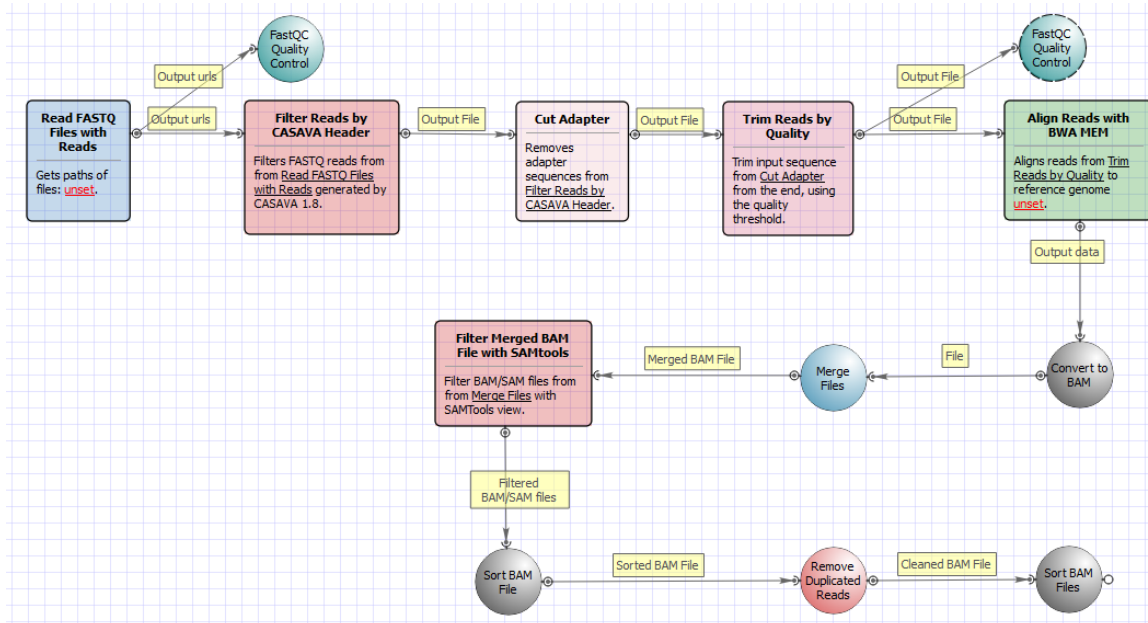 FastQC
Quality
Control
FastQC
Quality
Control
Output urls
Output File
Read FASTQ
Files with
Reads
Gets paths of
files: unset.
Output urls
Filter Reads by
CASAVA Header
Filters FASTQ reads from
from Read FASTQ Files
with Reads generated by
CASAVA 1.8.
Output File
Cut Adapter
Removes
adapter
sequences from
Filter Reads by
CASAVA Header.
Output File
Trim Reads by
Quality
Trim input sequence
from Cut Adapter
from the end, using
the quality
threshold.
Output File
Align Reads with
BWA MEM
Aligns reads from Trim
Reads by Quality to
reference genome
unset.
Output data
Convert to
BAM
File
Merge
Files
Merged BAM File
Filter Merged BAM
File with SAMtools
Filter BAM/SAM files from
from Merge Files with
SAMTools view.
Filtered
BAM/SAM files
Sort BAM
File
Sorted BAM File
Remove
Duplicated
Reads
Cleaned BAM File
Sort BAM
Files